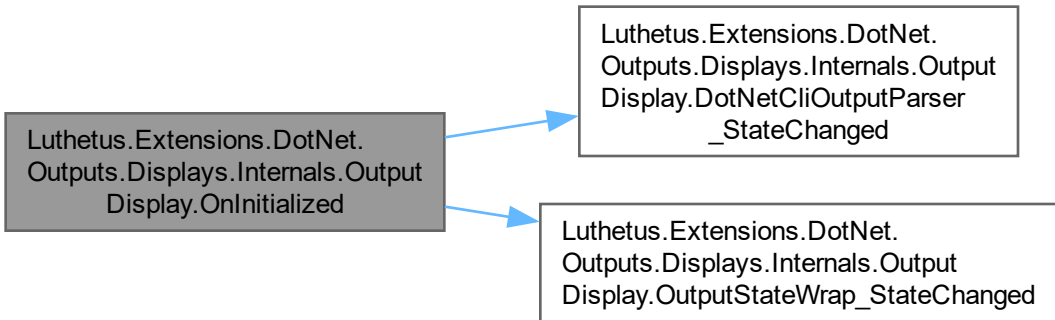 Luthetus.Extensions.DotNet.
Outputs.Displays.Internals.Output
Display.OnInitialized
Luthetus.Extensions.DotNet.
Outputs.Displays.Internals.Output
Display.DotNetCliOutputParser
_StateChanged
Luthetus.Extensions.DotNet.
Outputs.Displays.Internals.Output
Display.OutputStateWrap_StateChanged